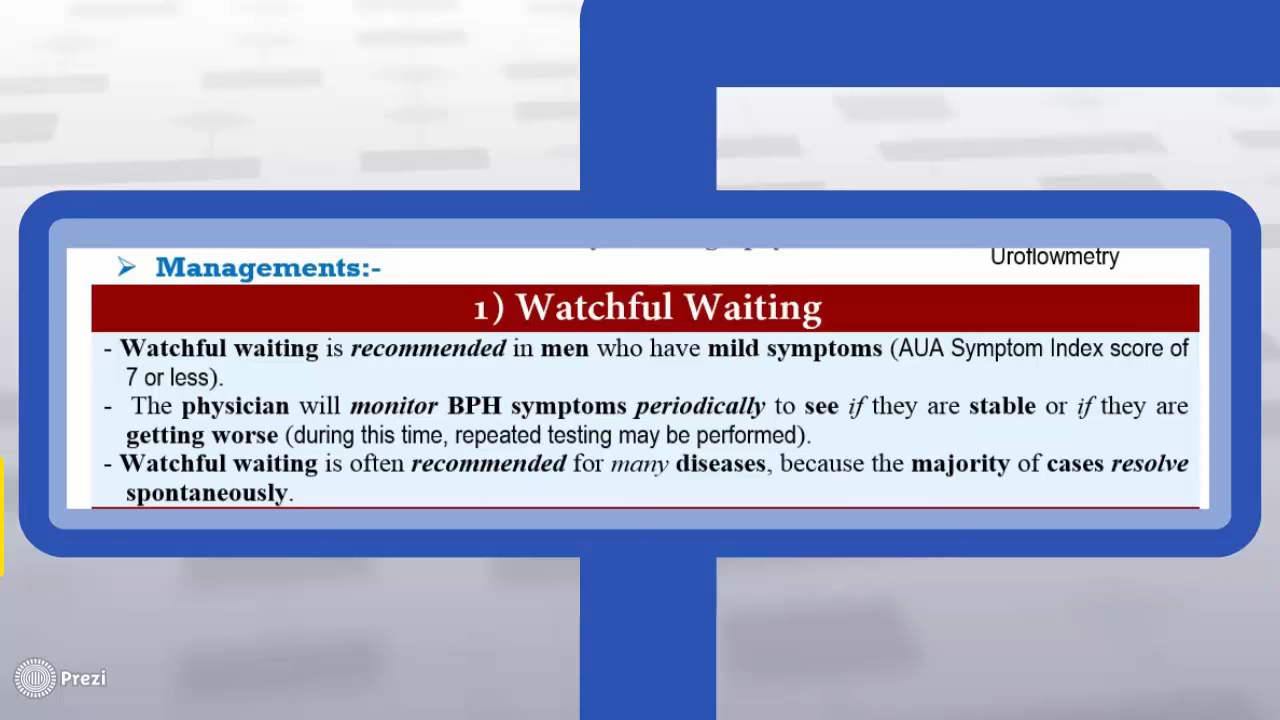 Uroflowmetry
➢ Managements:-
1) Watchful Waiting
- Watchful waiting is recommended in men who have mild symptoms (AUA Symptom Index score of
7 or less).
- The physician will monitor BPH symptoms periodically to see if they are stable or if they are
getting worse (during this time, repeated testing may be performed).
- Watchful waiting is often recommended for many diseases, because the majority of cases resolve
spontaneously.
Prezi